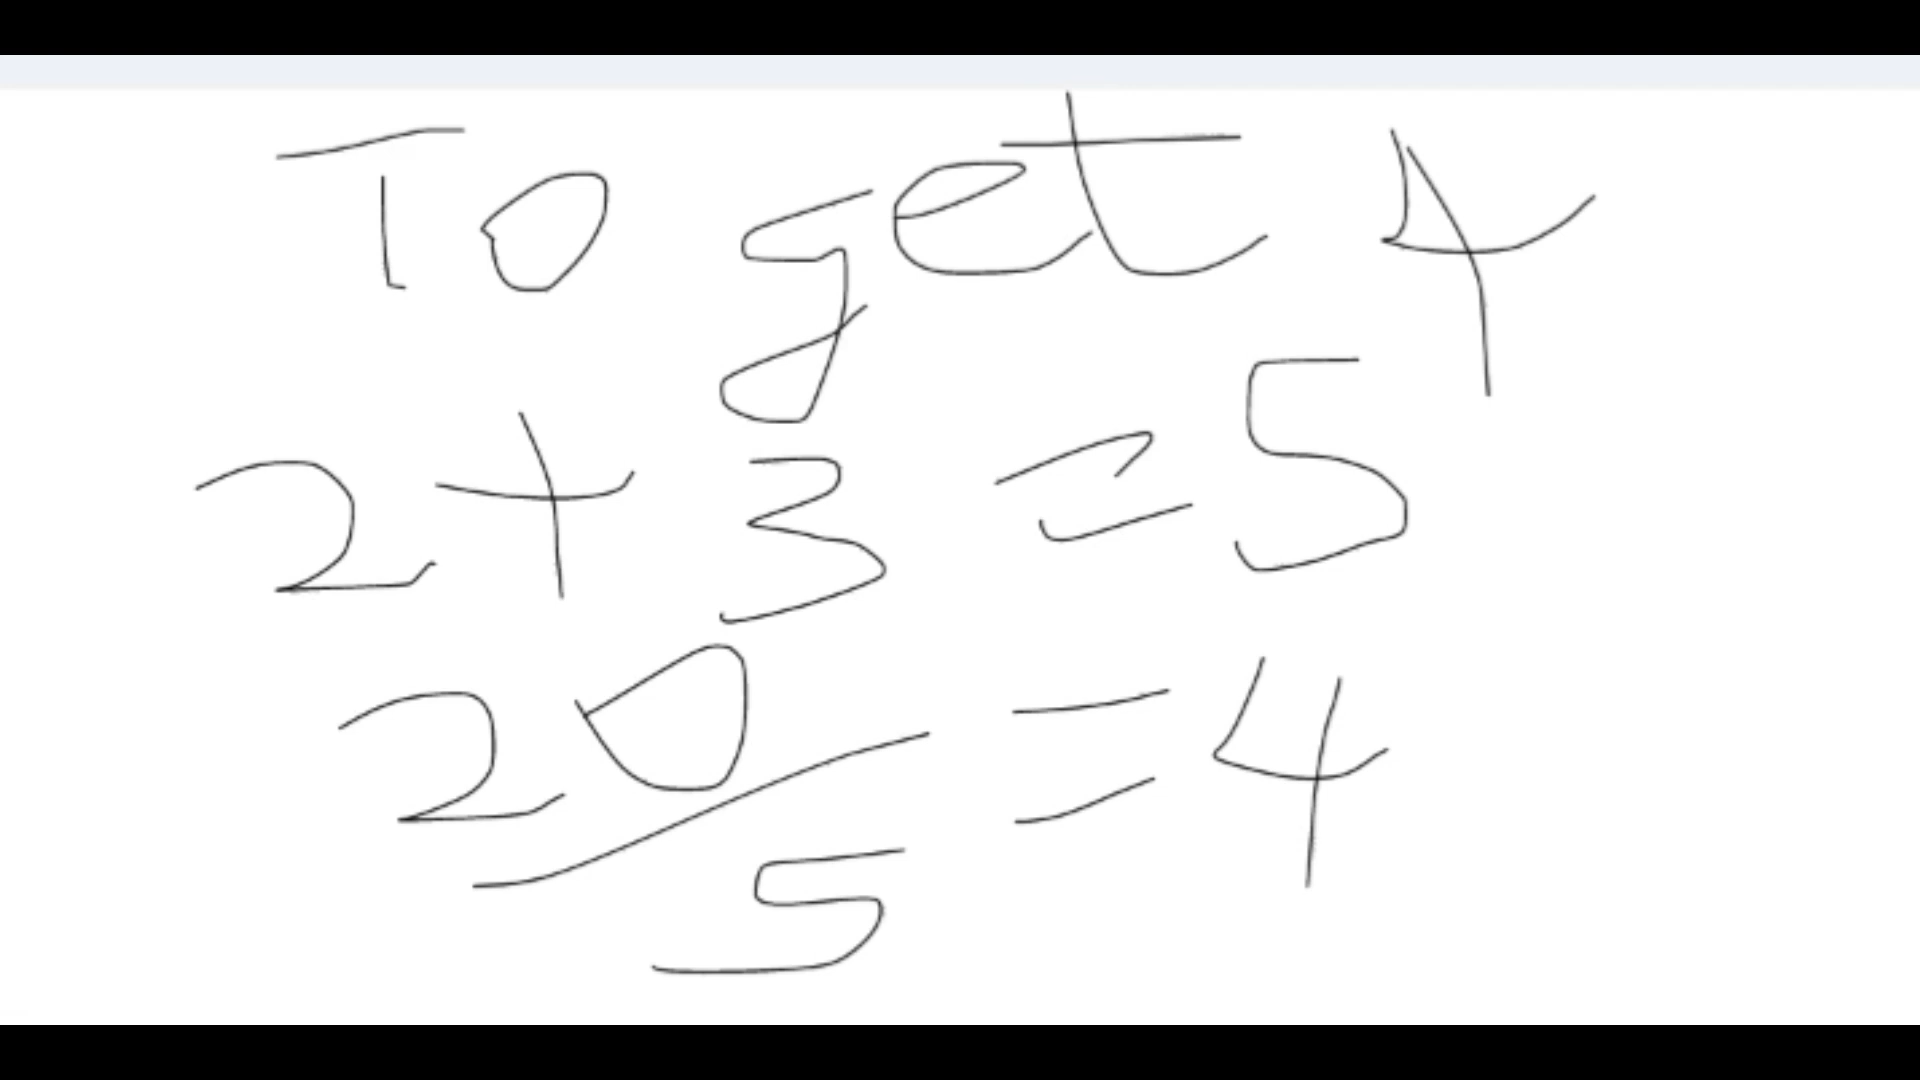 To get 4
2 + 3 = 5
20/5 = 4